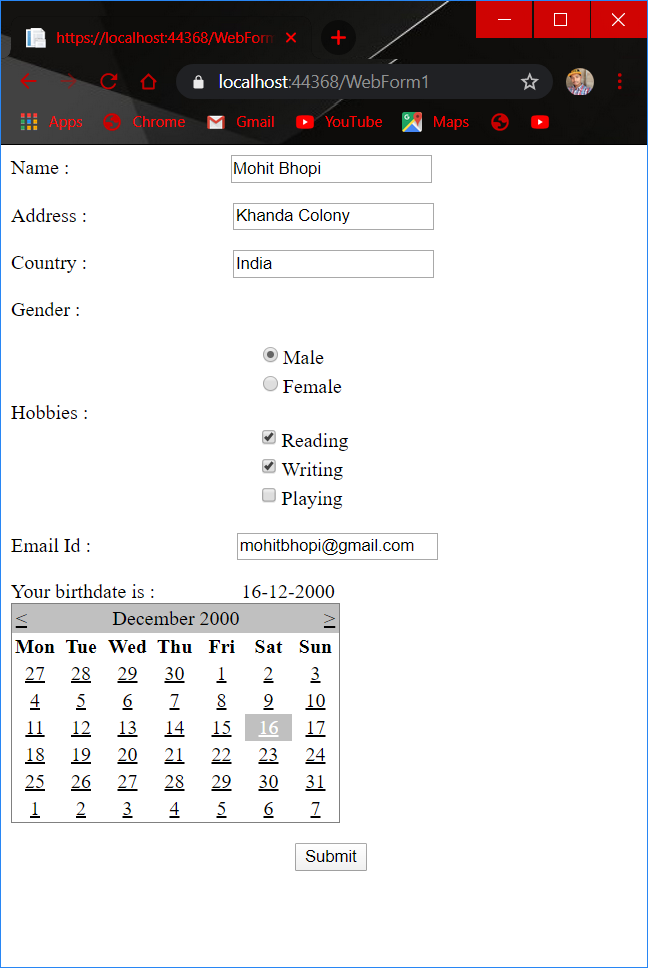 https://localhost:44368/WebForm
localhost:44368/WebForm1
Apps Chrome Gmail YouTube Maps
Name : Mohit Bhopi
Address : Khanda Colony
Country : India
Gender :
Male
Female
Hobbies :
Reading
Writing
Playing
Email Id : mohitbhopi@gmail.com
Your birthdate is : 16-12-2000
< December 2000 >
Mon Tue Wed Thu Fri Sat Sun
27 28 29 30 1 2 3
4 5 6 7 8 9 10
11 12 13 14 15 16 17
18 19 20 21 22 23 24
25 26 27 28 29 30 31
1 2 3 4 5 6 7
Submit